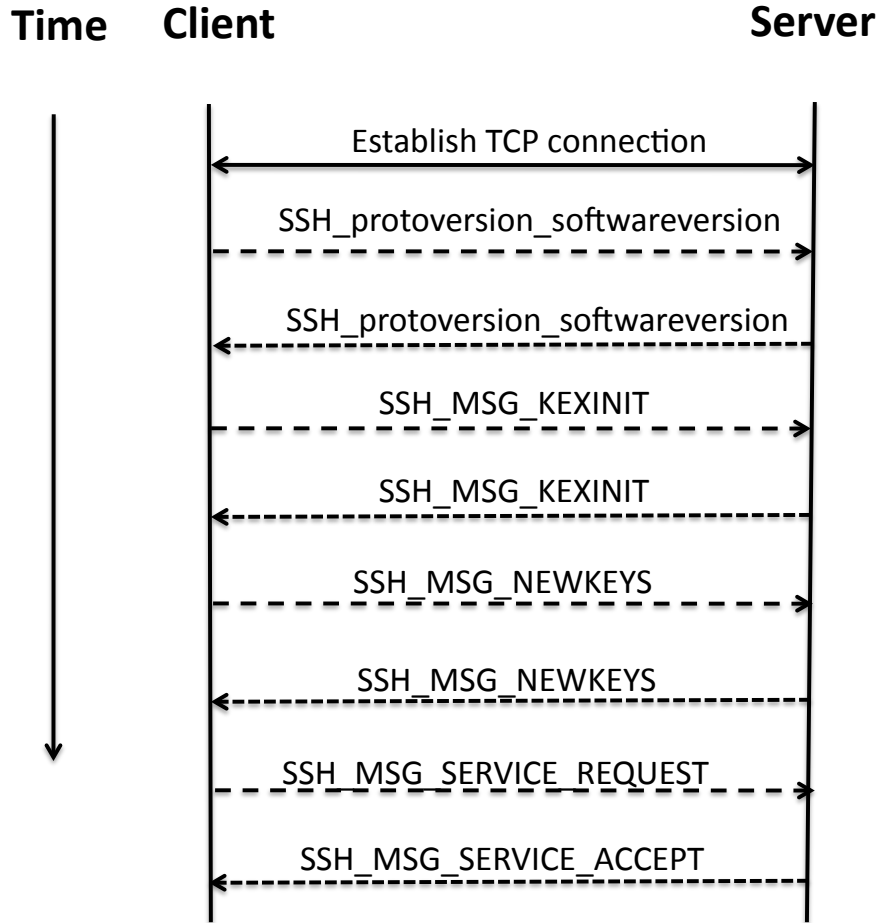 Time Client Server
Establish TCP connection
SSH_protoversion_softwareversion
SSH_protoversion_softwareversion
SSH_MSG_KEXINIT
SSH_MSG_KEXINIT
SSH_MSG_NEWKEYS
SSH_MSG_NEWKEYS
SSH_MSG_SERVICE_REQUEST
SSH_MSG_SERVICE_ACCEPT